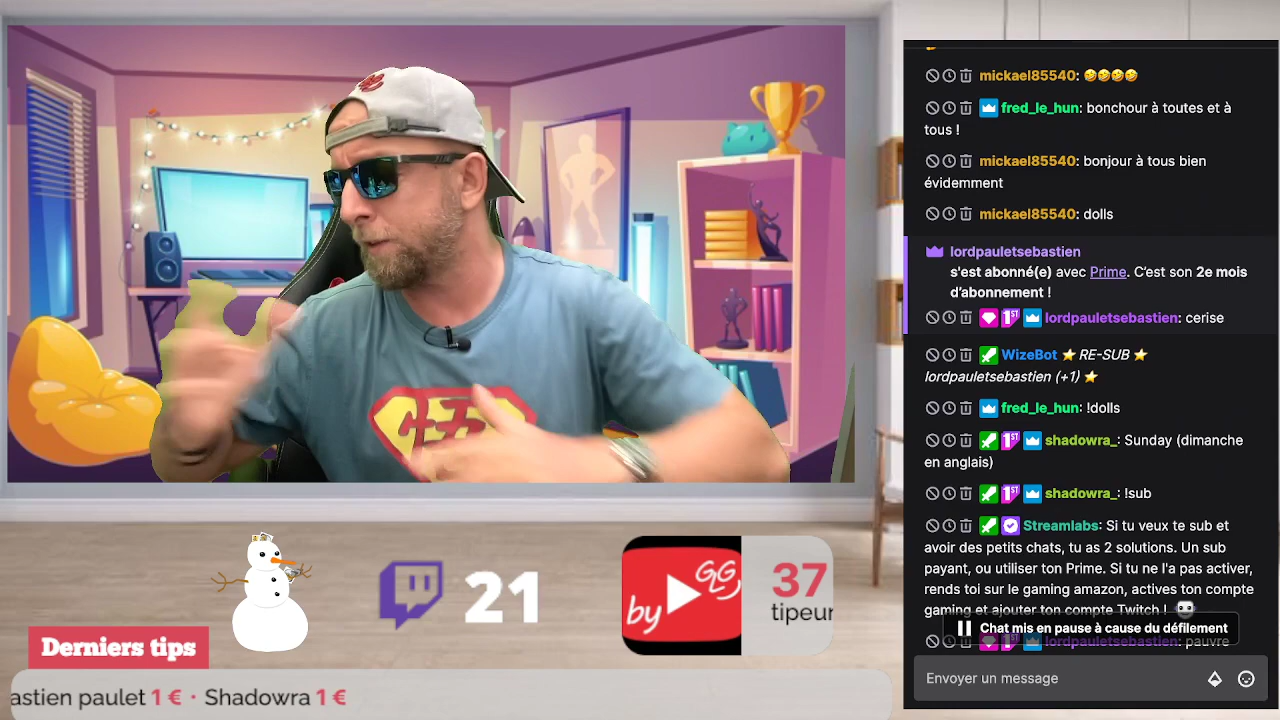 mickael85540: 🤣🤣🤣🤣
fred_le_hun: bonchour à toutes et à
tous !
mickael85540: bonjour à tous bien
évidemment
mickael85540: dolls
lordpauletsebastien
s'est abonné(e) avec Prime. C'est son 2e mois
d'abonnement !
1ST lordpauletsebastien: cerise
WizeBot ⭐ RE-SUB ⭐
lordpauletsebastien (+1) ⭐
fred_le_hun: !dolls
1ST shadowra_: Sunday (dimanche
en anglais)
1ST shadowra_: !sub
Streamlabs: Si tu veux te sub et
avoir des petits chats, tu as 2 solutions. Un sub
payant, ou utiliser ton Prime. Si tu ne l'a pas activer,
rends toi sur le gaming amazon, actives ton compte
gaming et ajouter ton compte Twitch !
Chat mis en pause à cause du défilement
lordpauletsebastien: pauvre
Envoyer un message
21
by GG
37
tipeur
Derniers tips
astien paulet 1 € · Shadowra 1 €